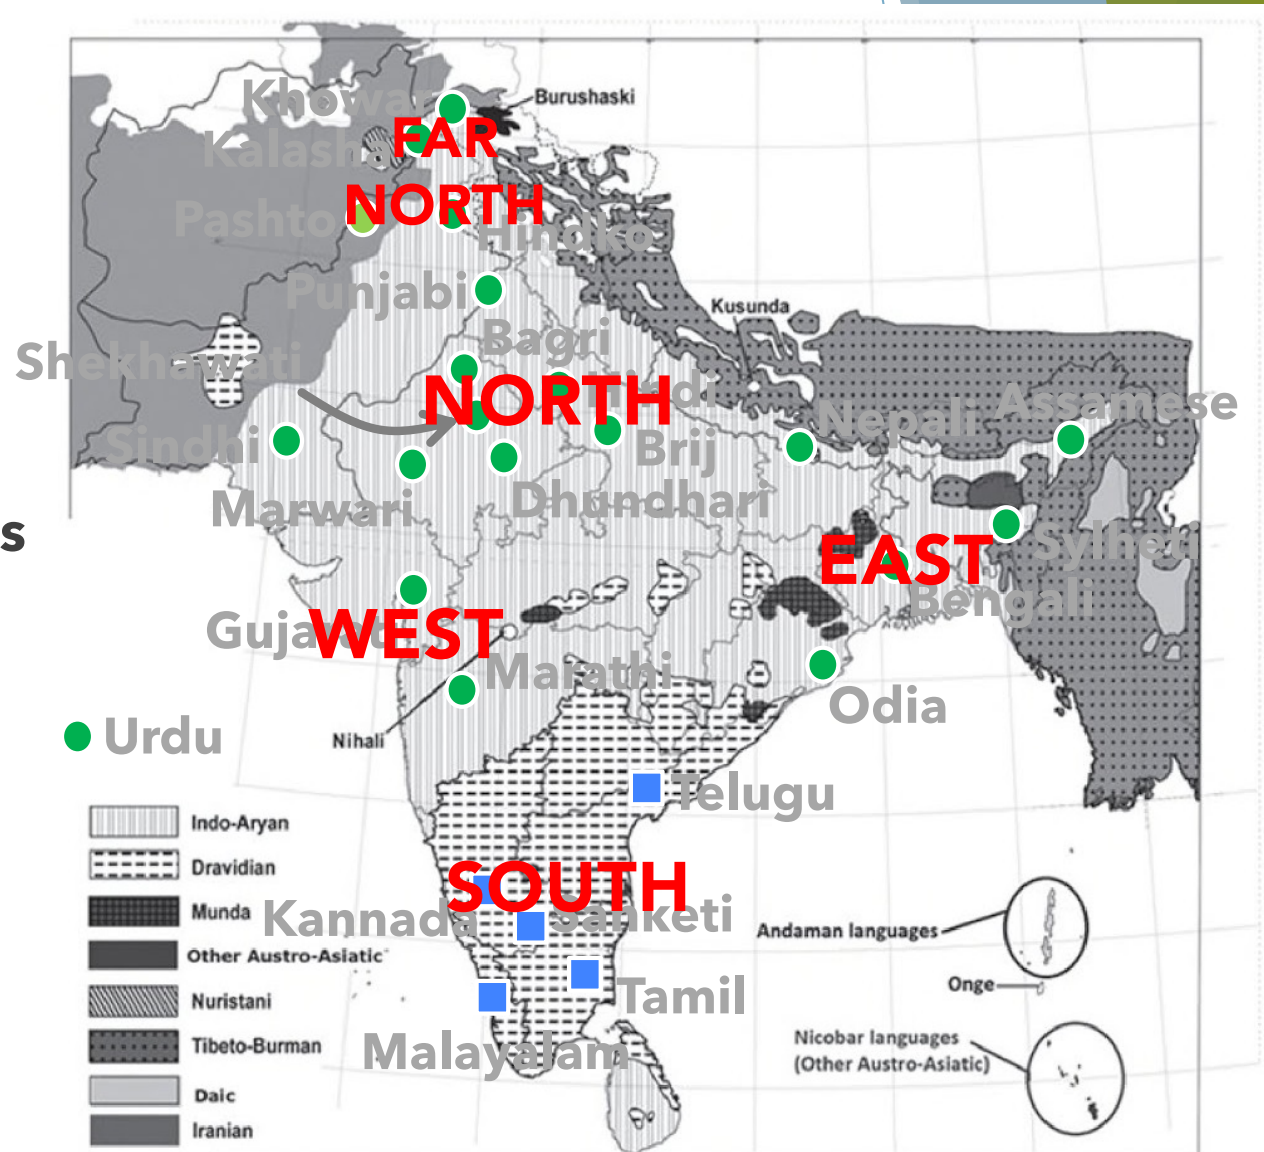 Khowar
Burushaski
Kalasha
FAR
NORTH
Pashto
Hindko
Punjabi
Kusunda
Bagri
Shekhawati
NORTH
Hindi
Assamese
Nepali
Sindhi
Brij
Marwari
Dhundhari
s
EAST
Sylheti
Bengali
Gujarati
WEST
Marathi
Odia
Urdu
Nihali
Telugu
Indo-Aryan
Dravidian
SOUTH
Munda
Kannada
Sanketi
Andaman languages
Other Austro-Asiatic
Onge
Nuristani
Tamil
Tibeto-Burman
Nicobar languages
(Other Austro-Asiatic)
Malayalam
Daic
Iranian